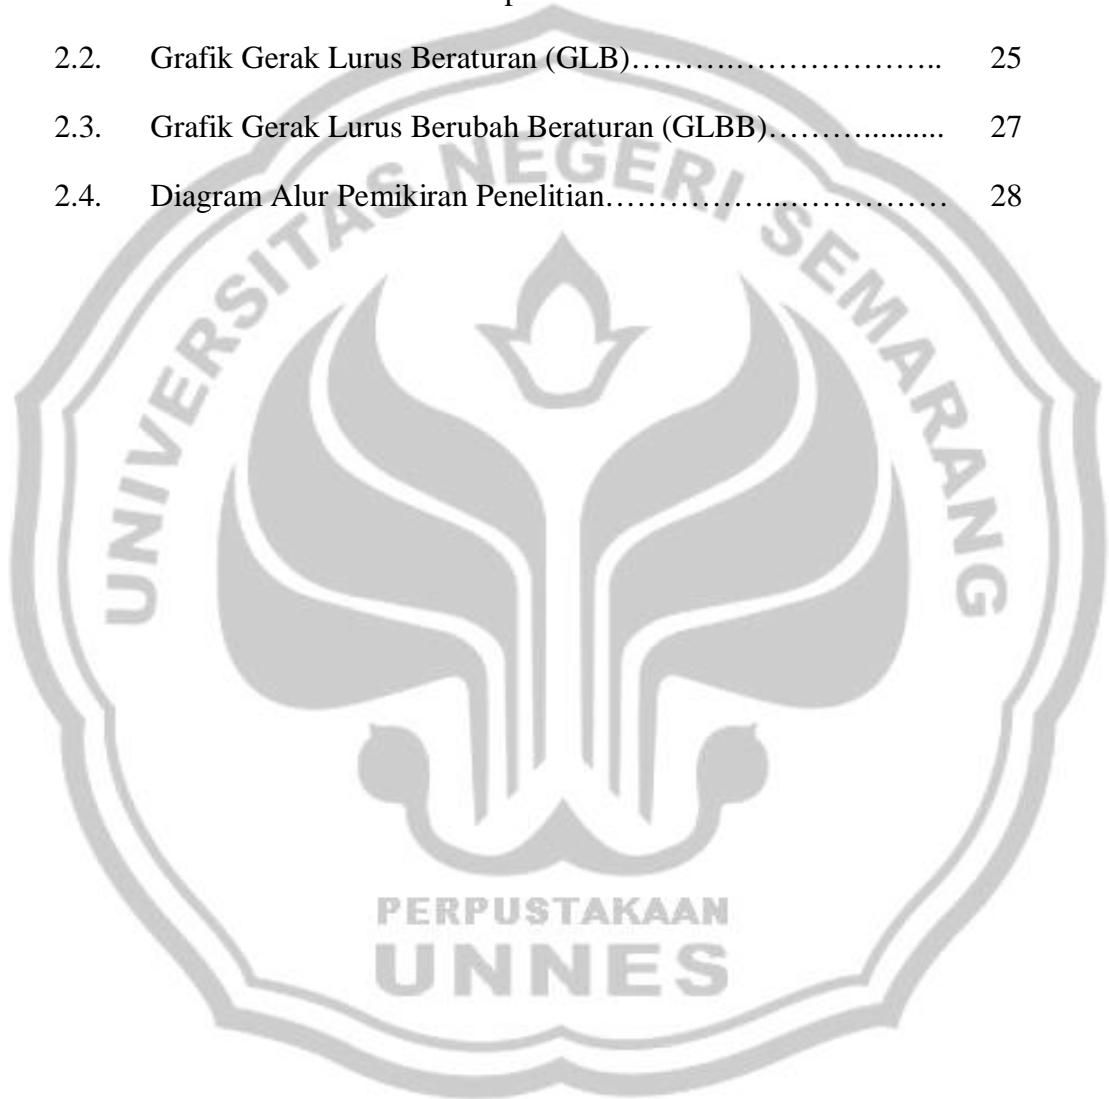 2.2. Grafik Gerak Lurus Beraturan (GLB)……….……………….. 25
2.3. Grafik Gerak Lurus Berubah Beraturan (GLBB)………........... 27
2.4. Diagram Alur Pemikiran Penelitian……………...…………… 28
UNIVERSITAS NEGERI SEMARANG
PERPUSTAKAAN
UNNES